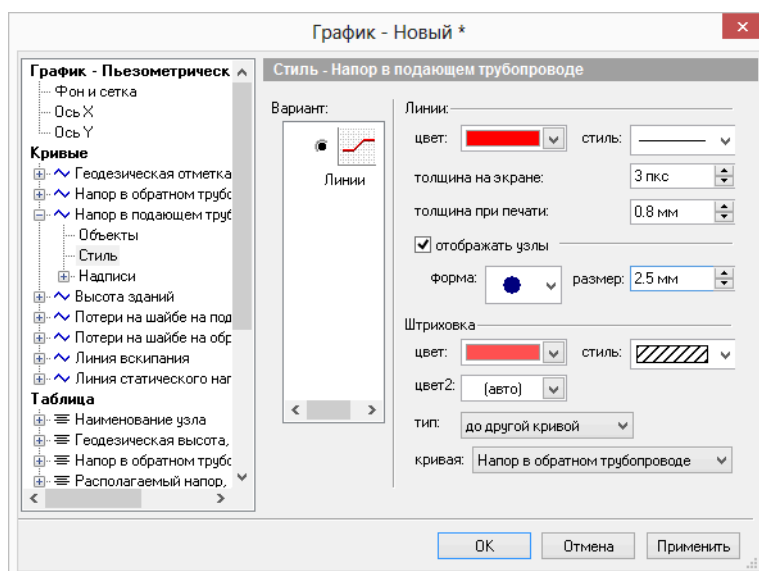 График - Новый *
График - Пьезометрическ
Фон и сетка
Ось X
Ось Y
Кривые
Геодезическая отметка
Напор в обратном трубо
Напор в подающем труб
Объекты
Стиль
Надписи
Высота зданий
Потери на шайбе на под
Потери на шайбе на обр
Линия вскипания
Линия статического нап
Таблица
Наименование узла
Геодезическая высота,
Напор в обратном трубо
Располагаемый напор,
Стиль - Напор в подающем трубопроводе
Вариант:
Линии
Линии:
цвет:
стиль:
толщина на экране:
3 пкс
толщина при печати:
0.8 мм
отображать узлы
форма:
размер:
2.5 мм
Штриховка
цвет:
стиль:
цвет2:
(авто)
тип:
до другой кривой
кривая:
Напор в обратном трубопроводе
ОК
Отмена
Применить